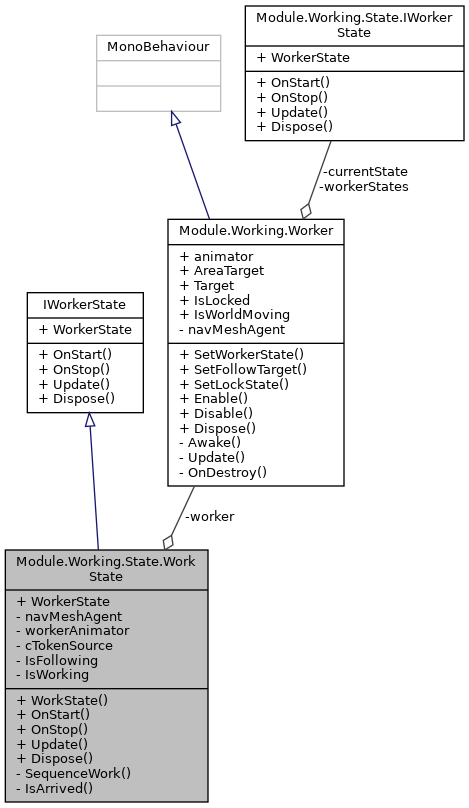 Module.Working.State.IWorker
State
+ WorkerState
+ OnStart()
+ OnStop()
+ Update()
+ Dispose()
MonoBehaviour
-currentState
-workerStates
Module.Working.Worker
+ animator
+ AreaTarget
+ Target
+ IsLocked
+ IsWorldMoving
- navMeshAgent
+ SetWorkerState()
+ SetFollowTarget()
+ SetLockState()
+ Enable()
+ Disable()
+ Dispose()
- Awake()
- Update()
- OnDestroy()
IWorkerState
+ WorkerState
+ OnStart()
+ OnStop()
+ Update()
+ Dispose()
-worker
Module.Working.State.Work
State
+ WorkerState
- navMeshAgent
- workerAnimator
- cTokenSource
- IsFollowing
- IsWorking
+ WorkState()
+ OnStart()
+ OnStop()
+ Update()
+ Dispose()
- SequenceWork()
- IsArrived()